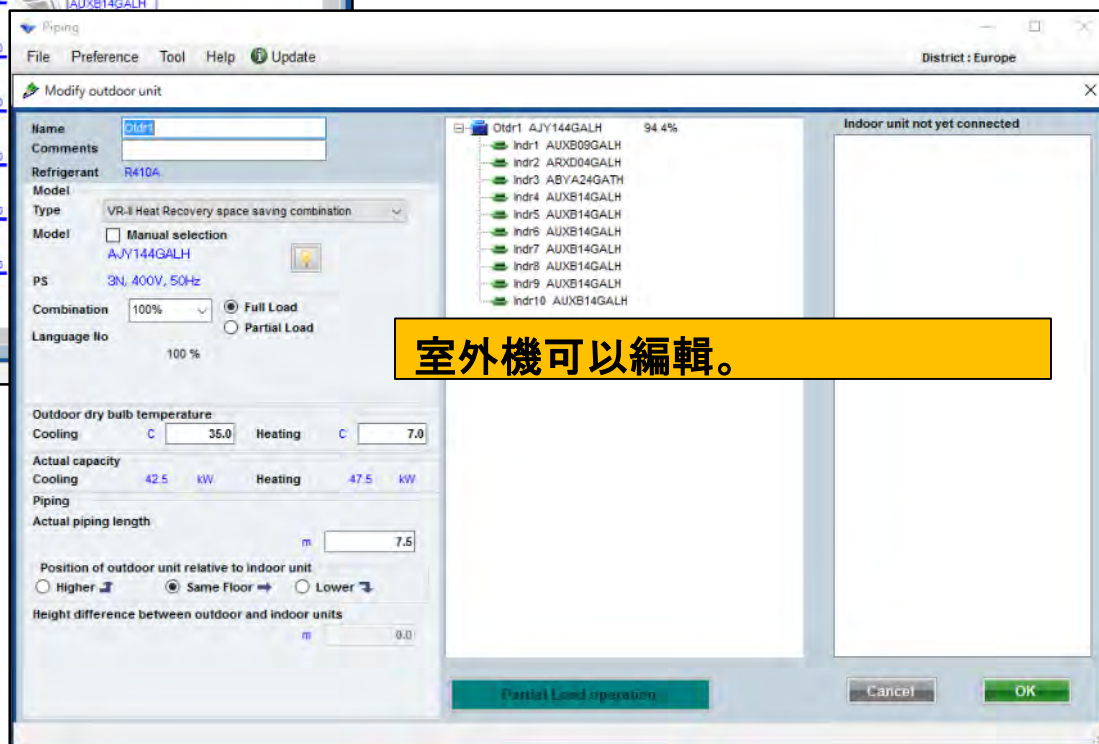 AUXB14GALH
Piping
File Preference Tool Help Update District : Europe
Modify outdoor unit
Name Otdr1
Comments
Refrigerant R410A
Model
Type VR-II Heat Recovery space saving combination
Model Manual selection
AJY144GALH
PS 3N, 400V, 50Hz
Combination 100% Full Load
Partial Load
Language No
100 %
Outdoor dry bulb temperature
Cooling C 35.0 Heating C 7.0
Actual capacity
Cooling 42.5 kW Heating 47.5 kW
Piping
Actual piping length
m 7.5
Position of outdoor unit relative to indoor unit
Higher Same Floor Lower
Height difference between outdoor and indoor units
m 0.0
Otdr1 AJY144GALH 94.4%
Indr1 AUXB09GALH
Indr2 ARXD04GALH
Indr3 ABYA24GATH
Indr4 AUXB14GALH
Indr5 AUXB14GALH
Indr6 AUXB14GALH
Indr7 AUXB14GALH
Indr8 AUXB14GALH
Indr9 AUXB14GALH
Indr10 AUXB14GALH
室外機可以編輯。
Partial Load operation
Indoor unit not yet connected
Cancel OK